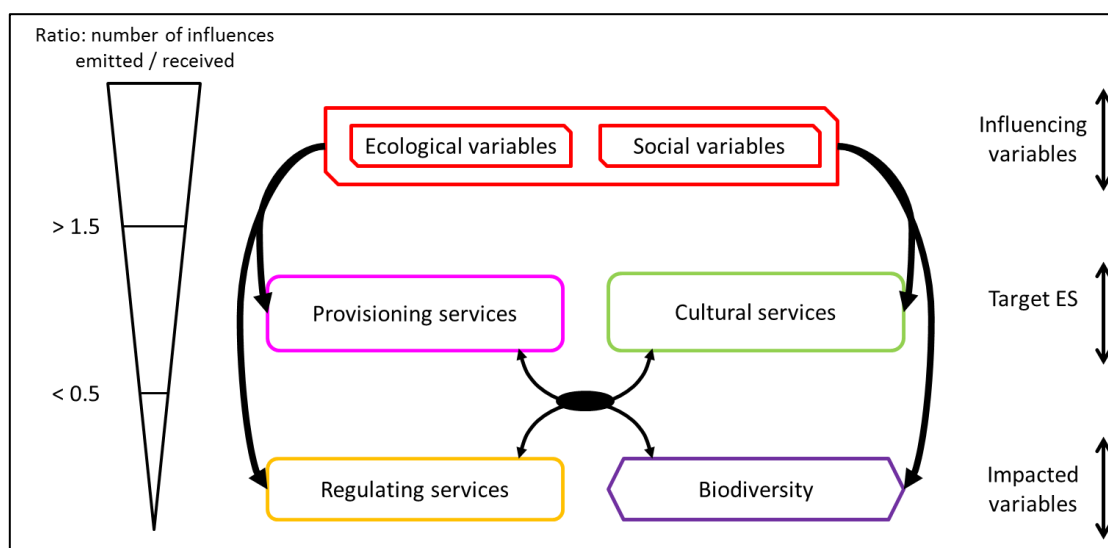 Ratio: number of influences
emitted / received
Ecological variables
Social variables
Influencing
variables
> 1.5
Provisioning services
Cultural services
Target ES
< 0.5
Regulating services
Biodiversity
Impacted
variables